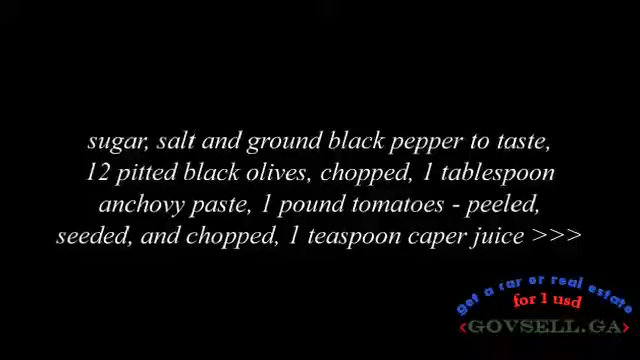 sugar, salt and ground black pepper to taste,
12 pitted black olives, chopped, 1 tablespoon
anchovy paste, 1 pound tomatoes - peeled,
seeded, and chopped, 1 teaspoon caper juice >>>
get a car or real estate
for 1 usd
<GOVSELL.GA>